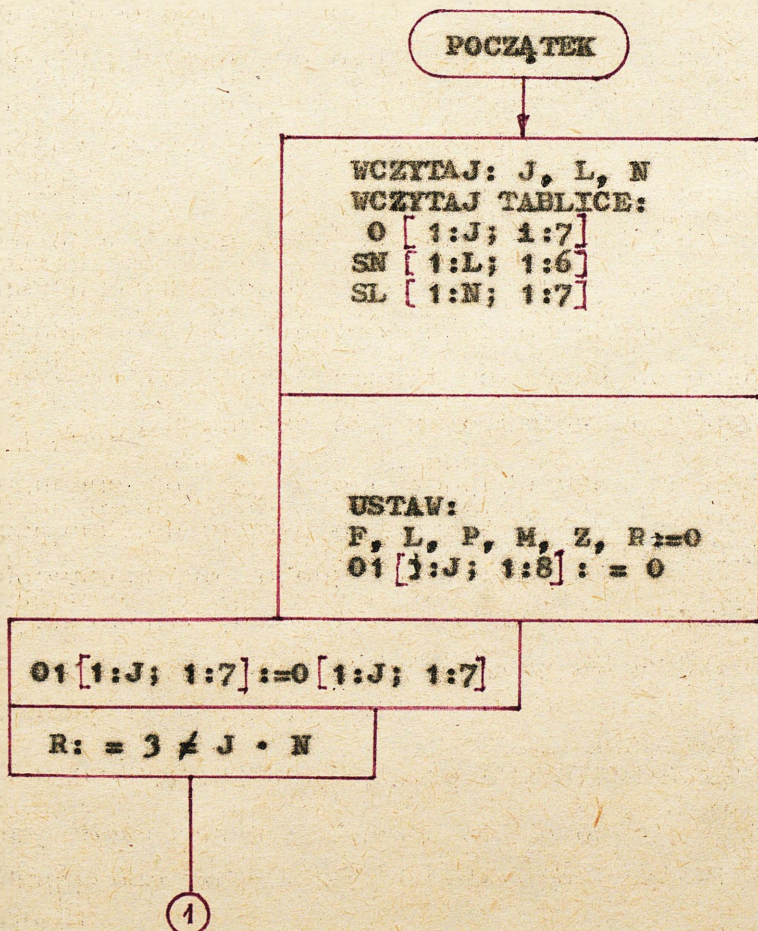 POCZĄTEK
WCZYTAJ: J, L, N
WCZYTAJ TABLICE:
O [ 1:J; 1:7]
SN [ 1:L; 1:6]
SL [ 1:N; 1:7]
USTAW:
F, L, P, M, Z, R:=0
O1[1:J; 1:8] : = 0
O1[1:J; 1:7]:=O[1:J; 1:7]
R: = 3 ≠ J · N
1